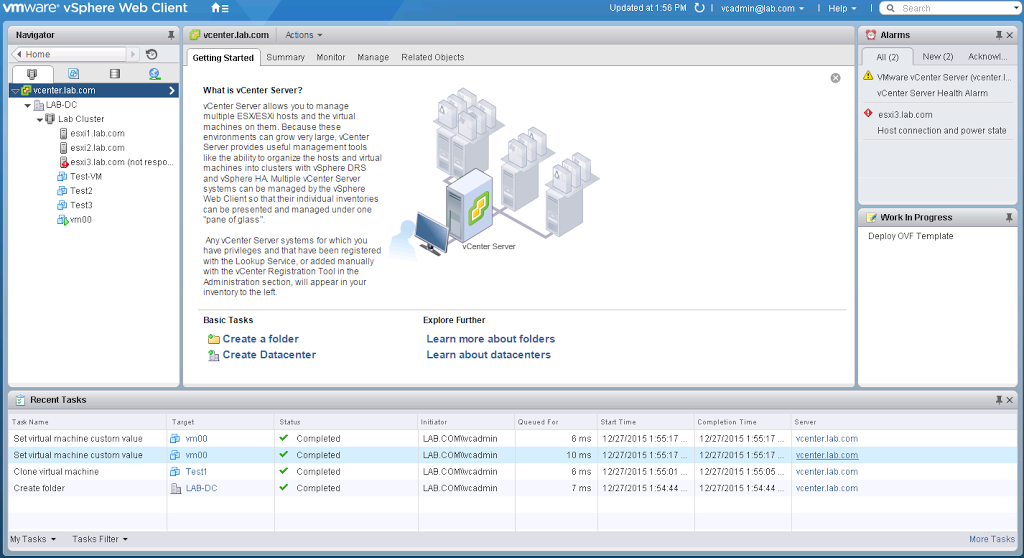 vmware® vSphere Web Client
Updated at 1:56 PM
vcadmin@lab.com
Help
Search
Navigator
Home
vcenter.lab.com
LAB-DC
Lab Cluster
esxi1.lab.com
esxi2.lab.com
esxi3.lab.com (not respo...
Test-VM
Test2
Test3
vm00
vcenter.lab.com
Actions
Getting Started
Summary
Monitor
Manage
Related Objects
What is vCenter Server?
vCenter Server allows you to manage
multiple ESX/ESXi hosts and the virtual
machines on them. Because these
environments can grow very large, vCenter
Server provides useful management tools
like the ability to organize the hosts and virtual
machines into clusters with vSphere DRS
and vSphere HA. Multiple vCenter Server
systems can be managed by the vSphere
Web Client so that their individual inventories
can be presented and managed under one
"pane of glass".
Any vCenter Server systems for which you
have privileges and that have been registered
with the Lookup Service, or added manually
with the vCenter Registration Tool in the
Administration section, will appear in your
inventory to the left.
vCenter Server
Basic Tasks
Create a folder
Create Datacenter
Explore Further
Learn more about folders
Learn about datacenters
Alarms
All (2)
New (2)
Acknowl...
VMware vCenter Server (vcenter.l...
vCenter Server Health Alarm
esxi3.lab.com
Host connection and power state
Work In Progress
Deploy OVF Template
Recent Tasks
Task Name Target Status Initiator Queued For Start Time Completion Time Server
Set virtual machine custom value vm00 Completed LAB.COM\\vcadmin 6 ms 12/27/2015 1:55:17 ... 12/27/2015 1:55:17 ... vcenter.lab.com
Set virtual machine custom value vm00 Completed LAB.COM\\vcadmin 10 ms 12/27/2015 1:55:17 ... 12/27/2015 1:55:17 ... vcenter.lab.com
Clone virtual machine Test1 Completed LAB.COM\\vcadmin 6 ms 12/27/2015 1:55:01 ... 12/27/2015 1:55:05 ... vcenter.lab.com
Create folder LAB-DC Completed LAB.COM\\vcadmin 7 ms 12/27/2015 1:54:44 ... 12/27/2015 1:54:44 ... vcenter.lab.com
My Tasks
Tasks Filter
More Tasks